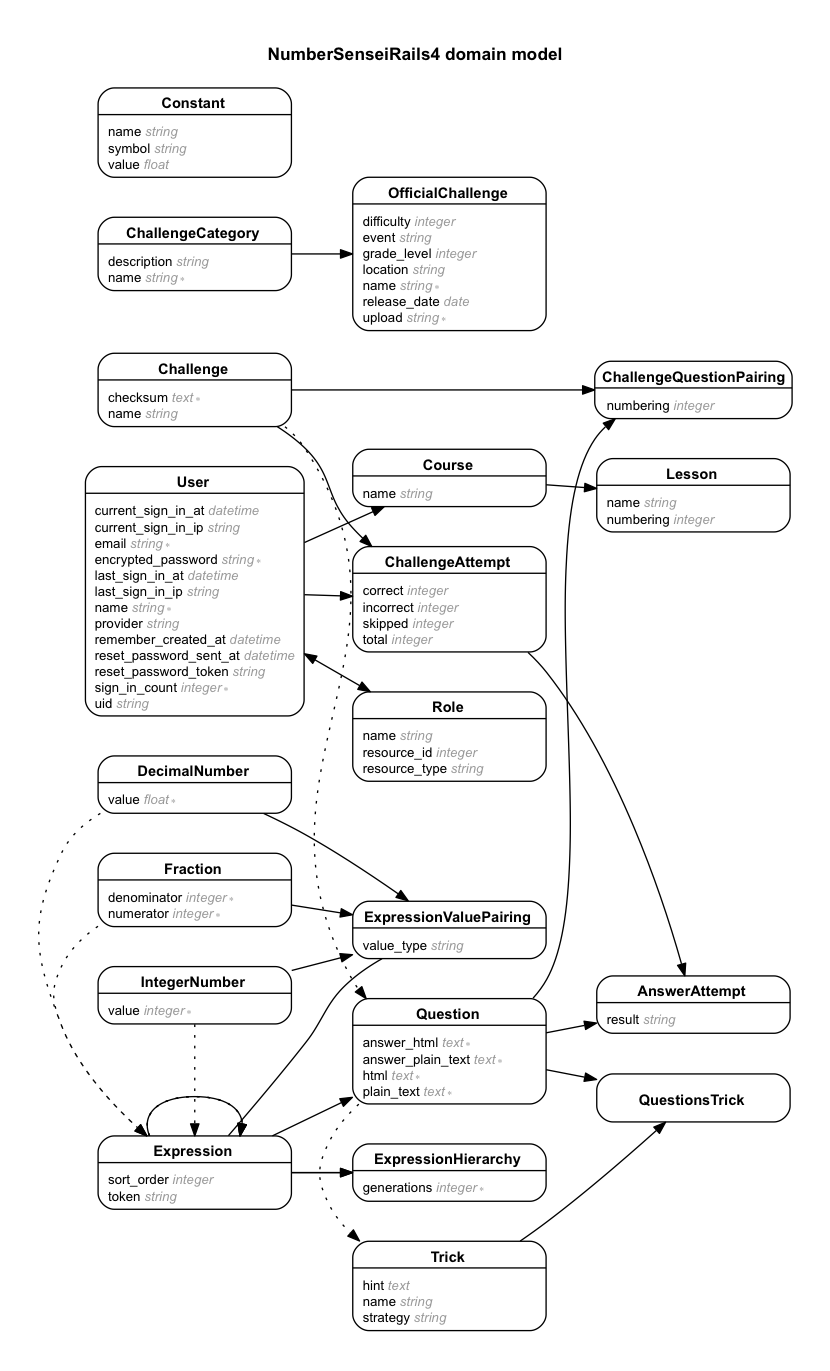 NumberSenseiRails4 domain model
Constant
name string
symbol string
value float
OfficialChallenge
difficulty integer
event string
grade_level integer
location string
name string *
release_date date
upload string *
ChallengeCategory
description string
name string *
Challenge
checksum text *
name string
ChallengeQuestionPairing
numbering integer
Course
name string
Lesson
name string
numbering integer
User
current_sign_in_at datetime
current_sign_in_ip string
email string *
encrypted_password string *
last_sign_in_at datetime
last_sign_in_ip string
name string *
provider string
remember_created_at datetime
reset_password_sent_at datetime
reset_password_token string
sign_in_count integer *
uid string
ChallengeAttempt
correct integer
incorrect integer
skipped integer
total integer
Role
name string
resource_id integer
resource_type string
DecimalNumber
value float *
Fraction
denominator integer *
numerator integer *
ExpressionValuePairing
value_type string
IntegerNumber
value integer *
Question
answer_html text *
answer_plain_text text *
html text *
plain_text text *
AnswerAttempt
result string
QuestionsTrick
Expression
sort_order integer
token string
ExpressionHierarchy
generations integer *
Trick
hint text
name string
strategy string